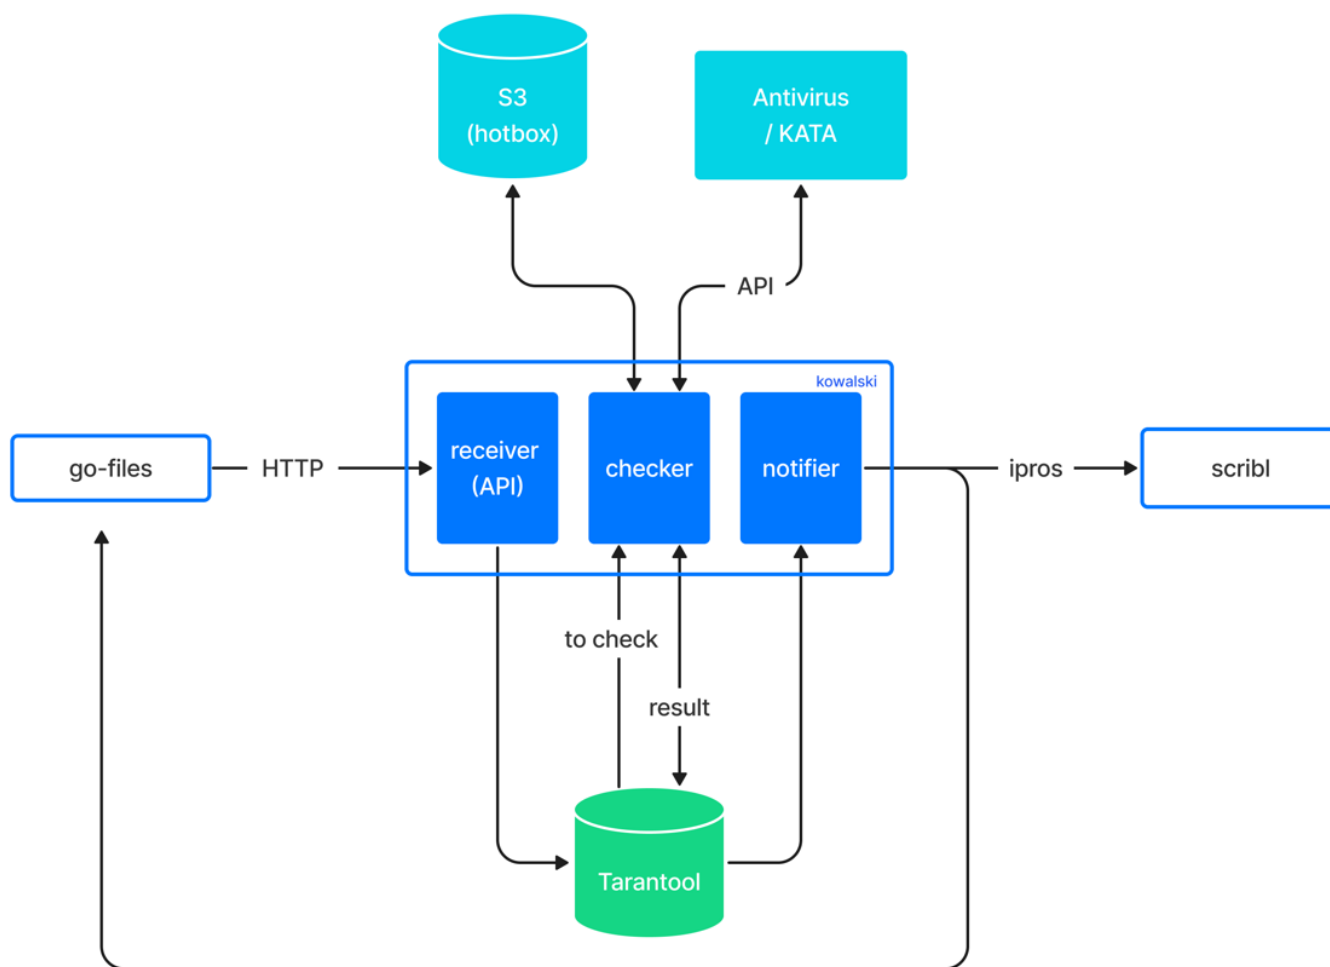 S3
(hotbox)
Antivirus
/ KATA
API
kowalski
go-files
HTTP
receiver
(API)
checker
notifier
ipros
scribl
to check
result
Tarantool